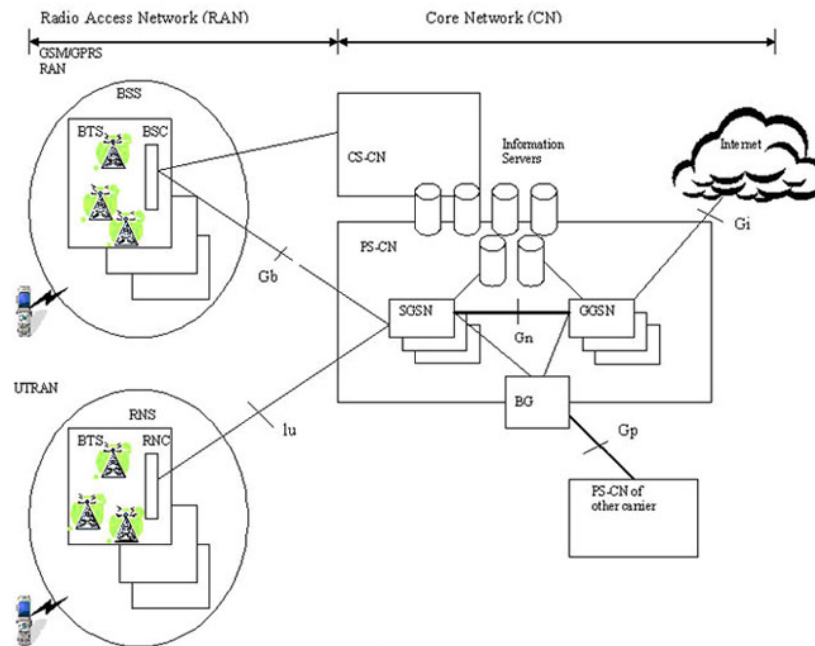 Radio Access Network (RAN)
Core Network (CN)
GSM/GPRS
RAN
BSS
BTS
BSC
CS-CN
Information
Servers
Internet
Gi
PS-CN
Gb
SGSN
GGSN
Gn
UTRAN
BG
RNS
Iu
Gp
BTS
RNC
PS-CN of
other carrier